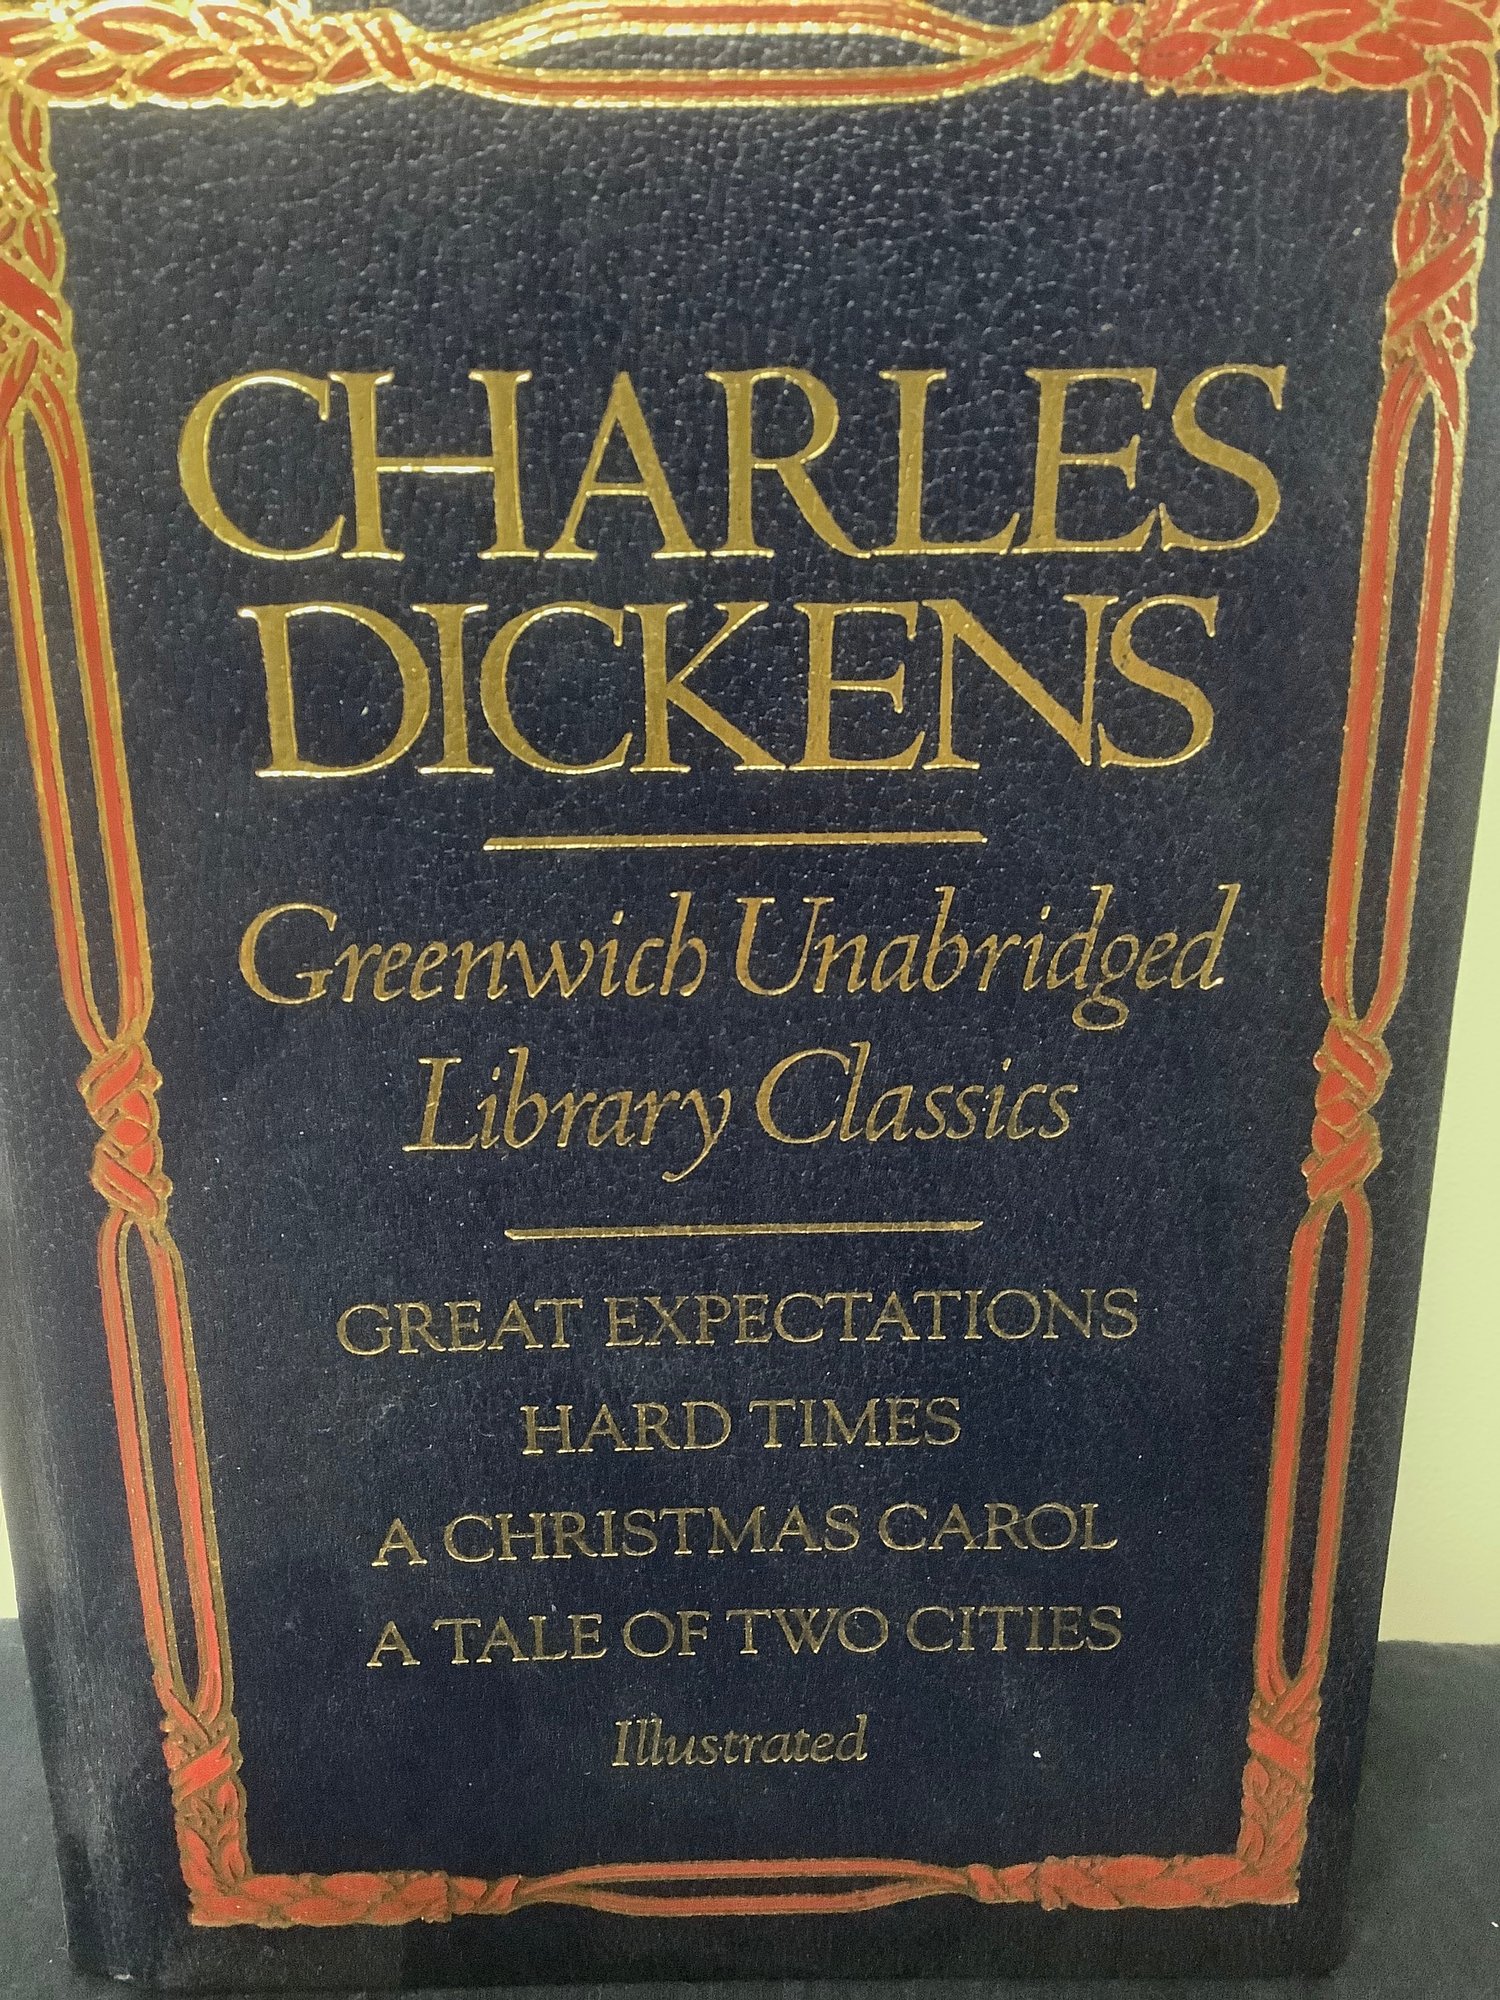 CHARLES
DICKENS
Greenwich Unabridged
Library Classics
GREAT EXPECTATIONS
HARD TIMES
A CHRISTMAS CAROL
A TALE OF TWO CITIES
Illustrated